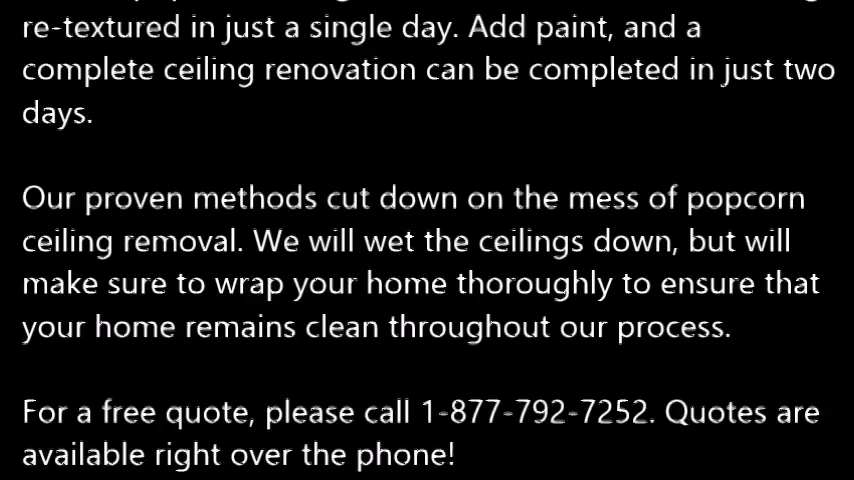 re-textured in just a single day. Add paint, and a
complete ceiling renovation can be completed in just two
days.
Our proven methods cut down on the mess of popcorn
ceiling removal. We will wet the ceilings down, but will
make sure to wrap your home thoroughly to ensure that
your home remains clean throughout our process.
For a free quote, please call 1-877-792-7252. Quotes are
available right over the phone!